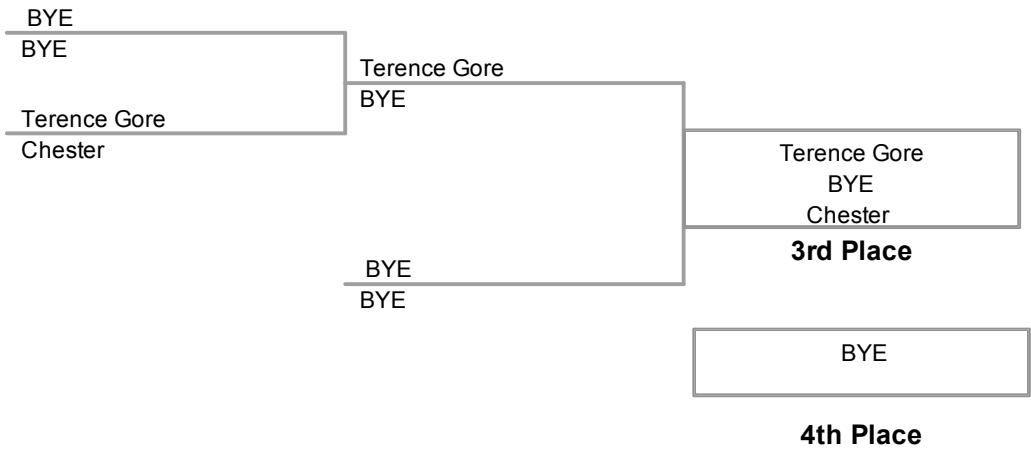 BYE
BYE
Terence Gore
BYE
Terence Gore
Chester
Terence Gore
BYE
Chester
3rd Place
BYE
BYE
BYE
4th Place